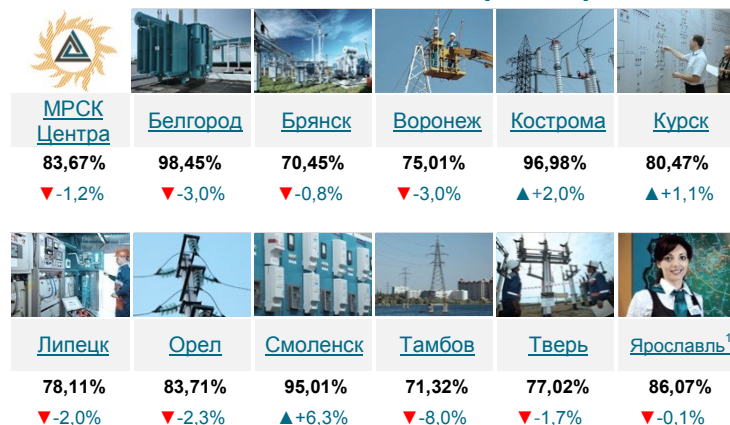 МРСК
Центра
Белгород
Брянск
Воронеж
Кострома
Курск
83,67%
98,45%
70,45%
75,01%
96,98%
80,47%
▼-1,2%
▼-3,0%
▼-0,8%
▼-3,0%
▲+2,0%
▲+1,1%
Липецк
Орел
Смоленск
Тамбов
Тверь
Ярославль¹
78,11%
83,71%
95,01%
71,32%
77,02%
86,07%
▼-2,0%
▼-2,3%
▲+6,3%
▼-8,0%
▼-1,7%
▼-0,1%